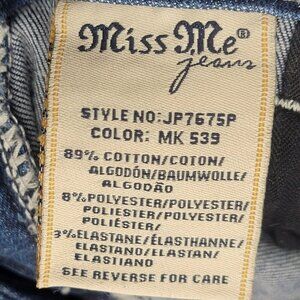 Miss Me®
jeans
STYLE NO: JP7675P
COLOR: MK 539
89% COTTON/COTON/
ALGODÓN/BAUMWOLLE/
ALGODÃO
8% POLYESTER/POLYESTER/
POLIÉSTER/POLYESTER/
POLIÉSTER/
3% ELASTANE/ÉLASTHANNE/
ELASTANO/ELASTAN/
ELASTIANO
SEE REVERSE FOR CARE